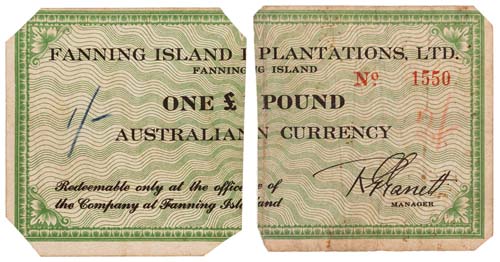 FANNING ISLAND PLANTATIONS, LTD.
FANNING ISLAND
No 1550
ONE £ POUND
1/-
AUSTRALIAN CURRENCY
Redeemable only at the office of
the Company at Fanning Island
MANAGER